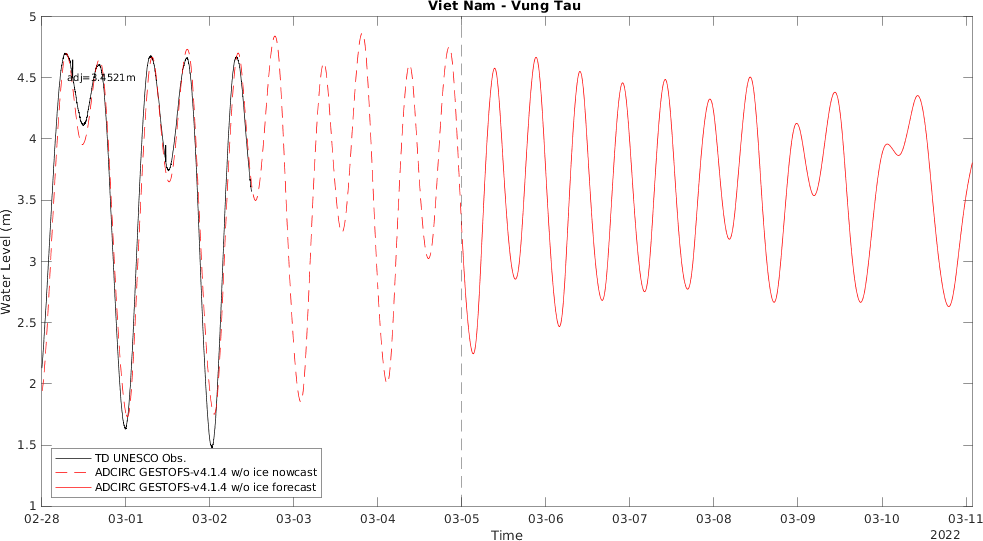 Viet Nam - Vung Tau
5
4.5
4
3.5
3
2.5
2
1.5
1
Water Level (m)
adj=3.4521m
TD UNESCO Obs.
ADCIRC GESTOFS-v4.1.4 w/o ice nowcast
ADCIRC GESTOFS-v4.1.4 w/o ice forecast
02-28 03-01 03-02 03-03 03-04 03-05 03-06 03-07 03-08 03-09 03-10 03-11
2022
Time